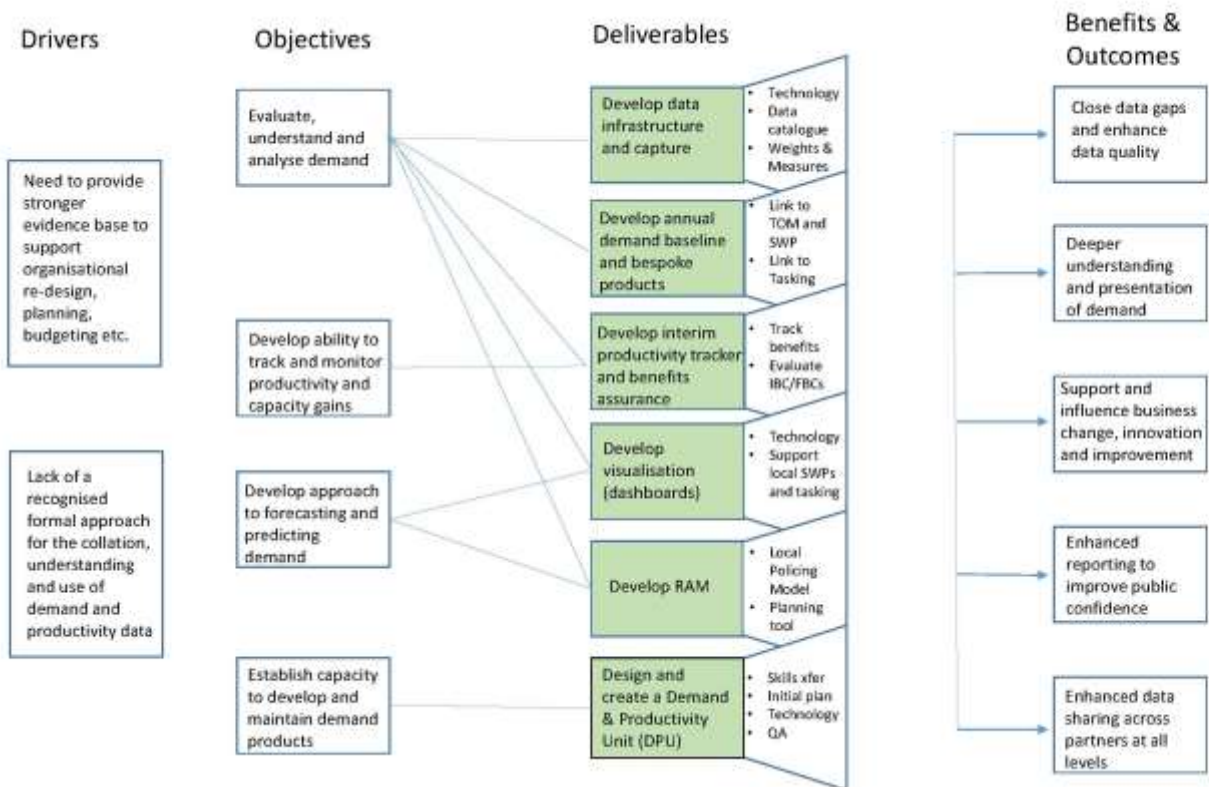 Drivers
Need to provide
stronger
evidence base to
support
organisational
re-design,
planning,
budgeting etc.
Lack of a
recognised
formal approach
for the collation,
understanding
and use of
demand and
productivity data
Objectives
Evaluate,
understand and
analyse demand
Develop ability to
track and monitor
productivity and
capacity gains
Develop approach
to forecasting and
predicting
demand
Establish capacity
to develop and
maintain demand
products
Deliverables
Develop data
infrastructure
and capture
• Technology
• Data
catalogue
• Weights &
Measures
Develop annual
demand baseline
and bespoke
products
• Link to
TOM and
SWP
• Link to
Tasking
Develop interim
productivity tracker
and benefits
assurance
• Track
benefits
• Evaluate
IBC/FBCs
Develop
visualisation
(dashboards)
• Technology
• Support
local SWPs
and tasking
Develop RAM
• Local
Policing
Model
• Planning
tool
Design and
create a Demand
& Productivity
Unit (DPU)
• Skills xfer
• Initial plan
• Technology
• QA
Benefits &
Outcomes
Close data gaps
and enhance
data quality
Deeper
understanding
and presentation
of demand
Support and
influence business
change, innovation
and improvement
Enhanced
reporting to
improve public
confidence
Enhanced data
sharing across
partners at all
levels